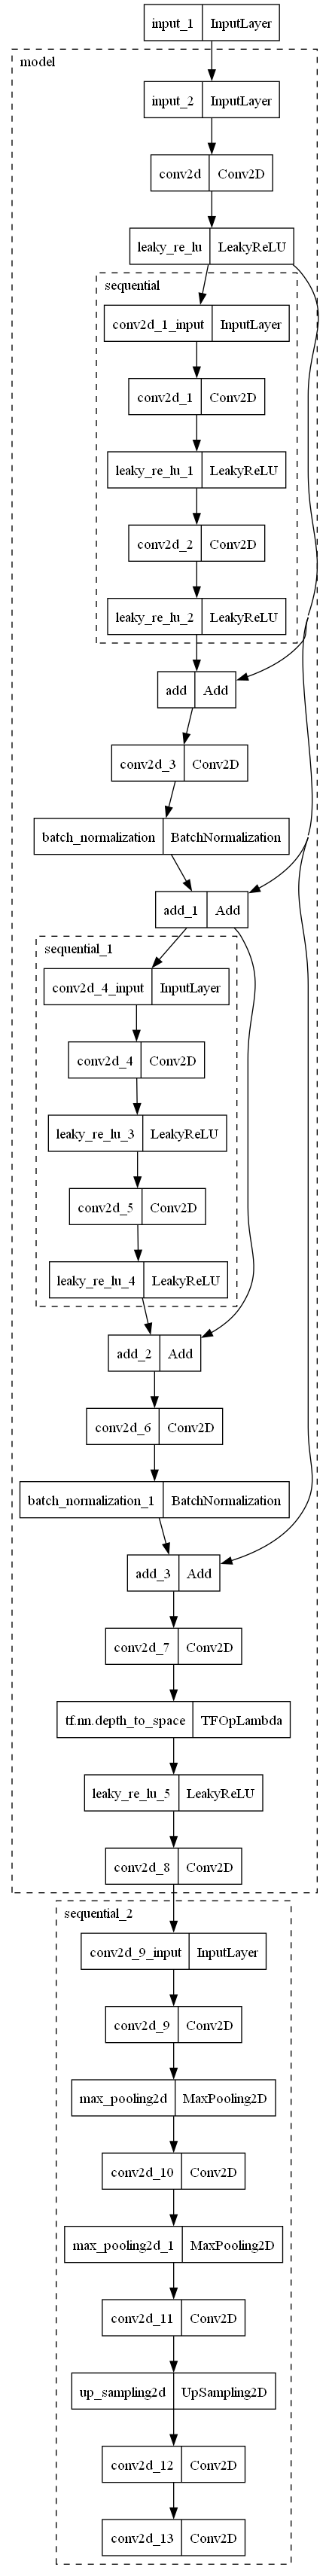 input_1 InputLayer
model
input_2 InputLayer
conv2d Conv2D
leaky_re_lu LeakyReLU
sequential
conv2d_1_input InputLayer
conv2d_1 Conv2D
leaky_re_lu_1 LeakyReLU
conv2d_2 Conv2D
leaky_re_lu_2 LeakyReLU
add Add
conv2d_3 Conv2D
batch_normalization BatchNormalization
add_1 Add
sequential_1
conv2d_4_input InputLayer
conv2d_4 Conv2D
leaky_re_lu_3 LeakyReLU
conv2d_5 Conv2D
leaky_re_lu_4 LeakyReLU
add_2 Add
conv2d_6 Conv2D
batch_normalization_1 BatchNormalization
add_3 Add
conv2d_7 Conv2D
tf.nn.depth_to_space TFOpLambda
leaky_re_lu_5 LeakyReLU
conv2d_8 Conv2D
sequential_2
conv2d_9_input InputLayer
conv2d_9 Conv2D
max_pooling2d MaxPooling2D
conv2d_10 Conv2D
max_pooling2d_1 MaxPooling2D
conv2d_11 Conv2D
up_sampling2d UpSampling2D
conv2d_12 Conv2D
conv2d_13 Conv2D